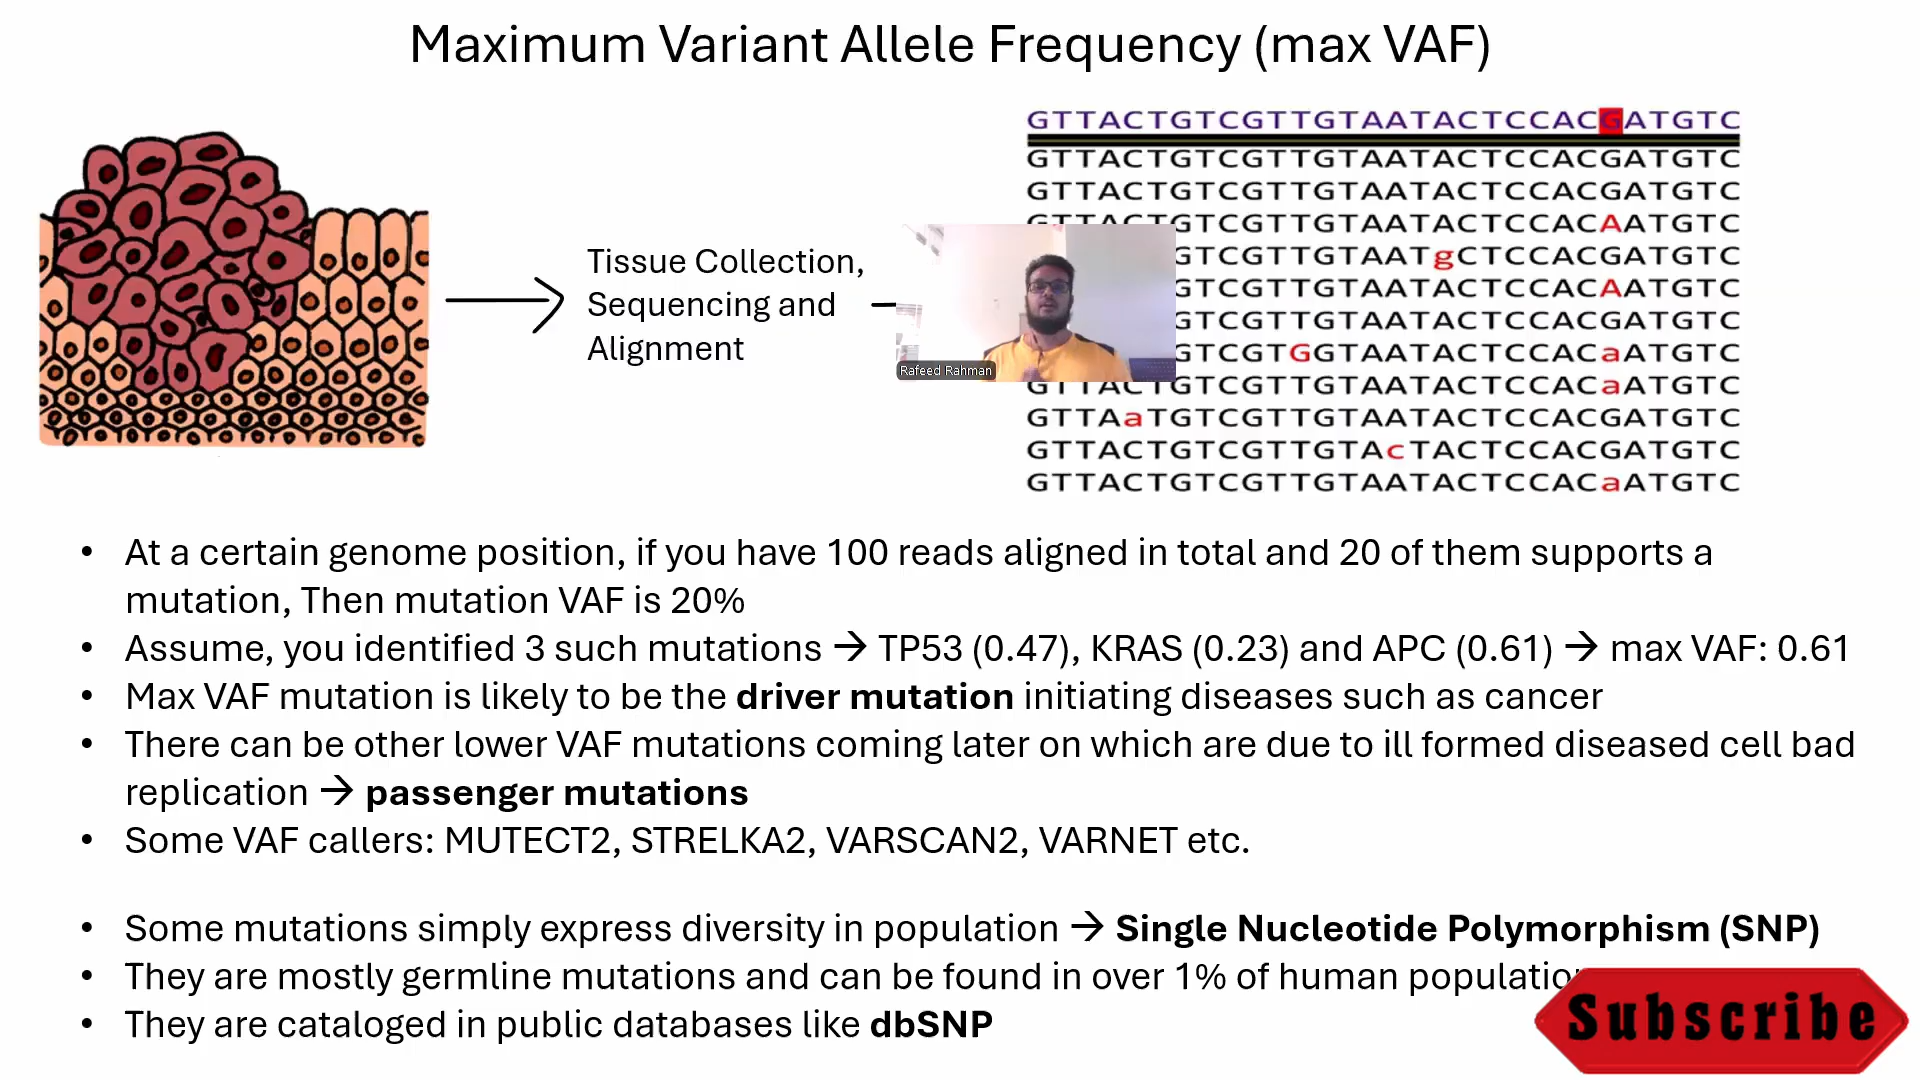 Maximum Variant Allele Frequency (max VAF)
GTTACTGTCGTTGTAATACTCCACGATGTC
GTTACTGTCGTTGTAATACTCCACGATGTC
GTTACTGTCGTTGTAATACTCCACGATGTC
GTTACTGTCGTTGTAATACTCCACAATGTC
GTCGTTGTAATgCTCCACGATGTC
GTCGTTGTAATACTCCACAATGTC
GTCGTTGTAATACTCCACGATGTC
GTCGTGGTAATACTCCACaATGTC
GTTACTGTCGTTGTAATACTCCACaATGTC
GTTAaTGTCGTTGTAATACTCCACGATGTC
GTTACTGTCGTTGTAcTACTCCACGATGTC
GTTACTGTCGTTGTAATACTCCACaATGTC
Tissue Collection,
Sequencing and
Alignment
Rafeed Rahman
• At a certain genome position, if you have 100 reads aligned in total and 20 of them supports a
mutation, Then mutation VAF is 20%
• Assume, you identified 3 such mutations → TP53 (0.47), KRAS (0.23) and APC (0.61) → max VAF: 0.61
• Max VAF mutation is likely to be the driver mutation initiating diseases such as cancer
• There can be other lower VAF mutations coming later on which are due to ill formed diseased cell bad
replication → passenger mutations
• Some VAF callers: MUTECT2, STRELKA2, VARSCAN2, VARNET etc.
• Some mutations simply express diversity in population → Single Nucleotide Polymorphism (SNP)
• They are mostly germline mutations and can be found in over 1% of human populatio
• They are cataloged in public databases like dbSNP
Subscribe